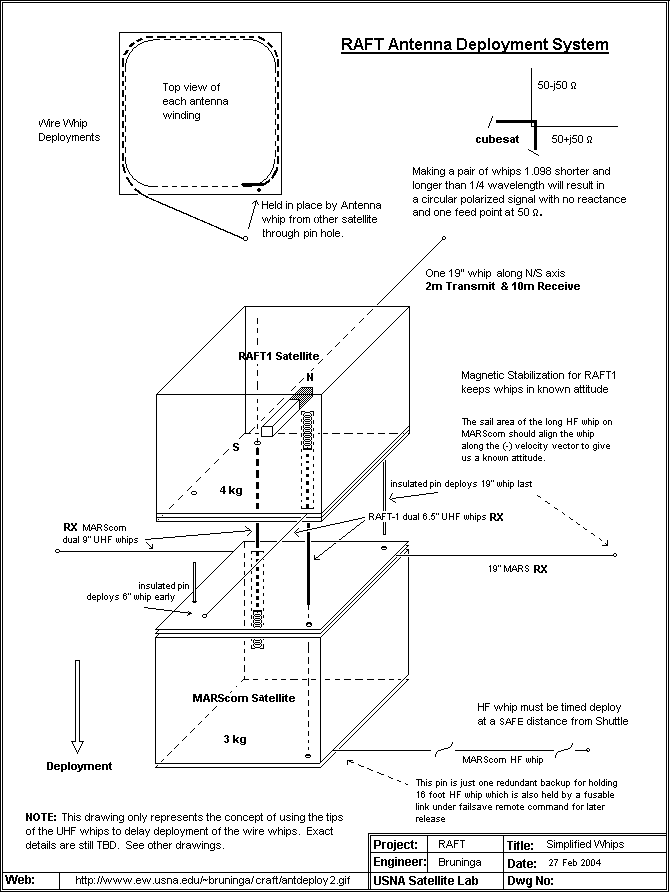 RAFT Antenna Deployment System
Top view of
each antenna
winding
Wire Whip
Deployments
Held in place by Antenna
whip from other satellite
through pin hole.
50-j50 Ω
cubesat
50+j50 Ω
Making a pair of whips 1.098 shorter and
longer than 1/4 wavelength will result in
a circular polarized signal with no reactance
and one feed point at 50 Ω.
One 19" whip along N/S axis
2m Transmit & 10m Receive
RAFT1 Satellite
N
S
4 kg
Magnetic Stabilization for RAFT1
keeps whips in known attitude
The sail area of the long HF whip on
MARScom should align the whip
along the (-) velocity vector to give
us a known attitude.
insulated pin deploys 19" whip last
RX MARScom
dual 9" UHF whips
RAFT-1 dual 6.5" UHF whips RX
19" MARS RX
insulated pin
deploys 6" whip early
MARScom Satellite
3 kg
Deployment
HF whip must be timed deploy
at a SAFE distance from Shuttle
MARScom HF whip
This pin is just one redundant backup for holding
16 foot HF whip which is also held by a fusable
link under failsave remote command for later
release
NOTE: This drawing only represents the concept of using the tips
of the UHF whips to delay deployment of the wire whips. Exact
details are still TBD. See other drawings.
Project: RAFT
Title: Simplified Whips
Engineer: Bruninga
Date: 27 Feb 2004
Web: http://www.ew.usna.edu/~bruninga/craft/antdeploy2.gif
USNA Satellite Lab
Dwg No: